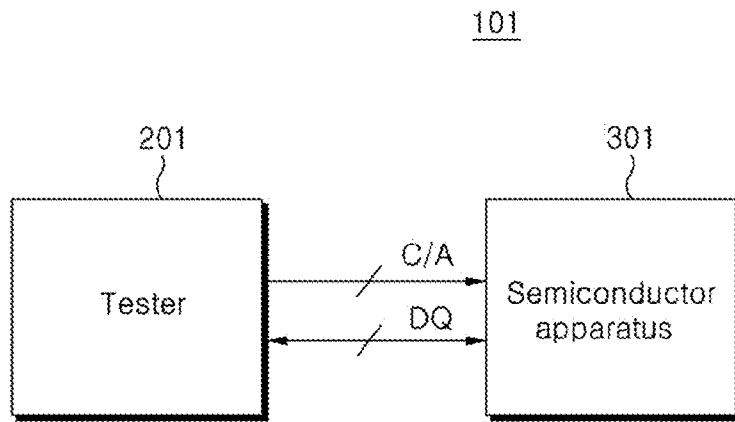 101
201
301
Tester
C/A
DQ
Semiconductor
apparatus